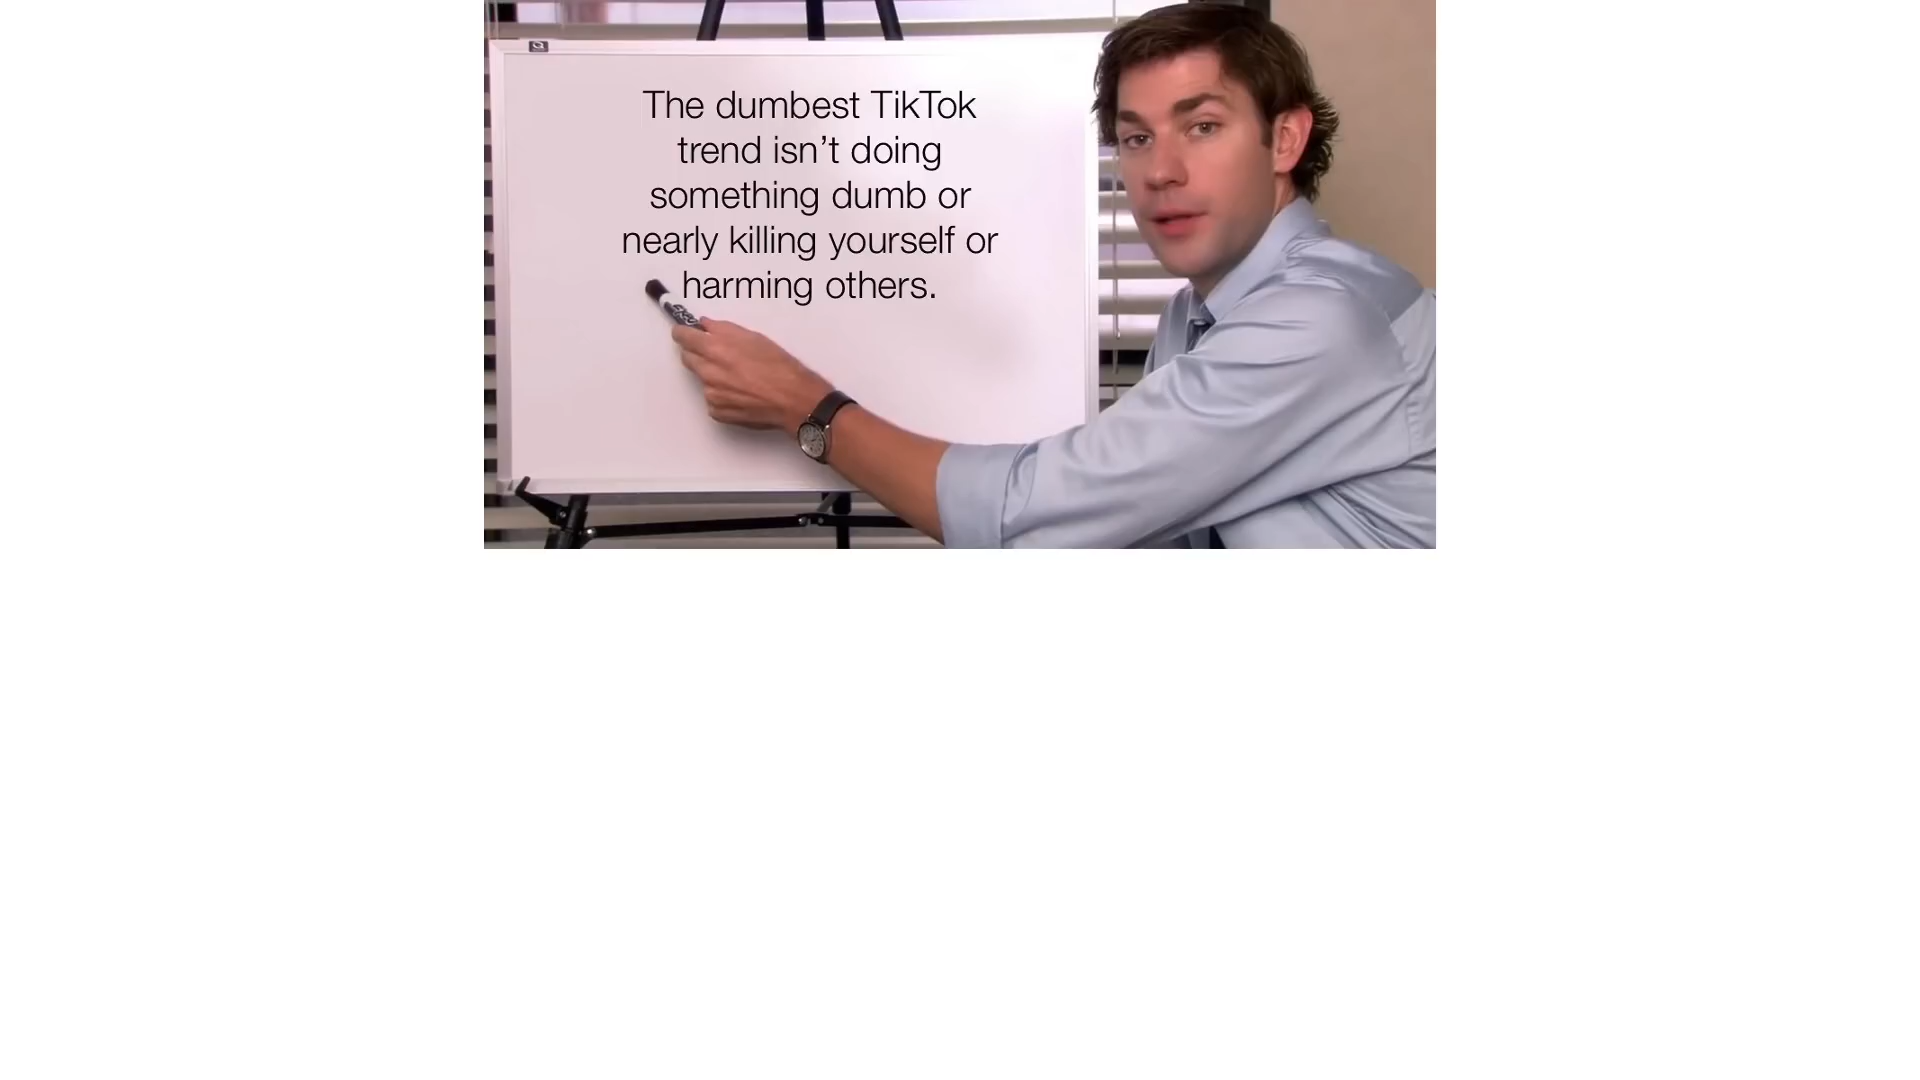 The dumbest TikTok
trend isn’t doing
something dumb or
nearly killing yourself or
harming others.